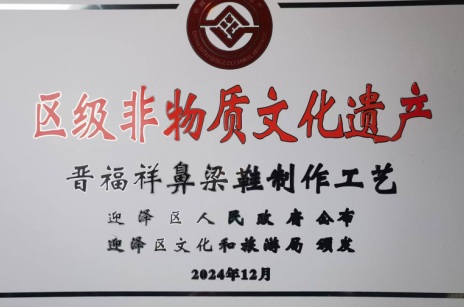 区级非物质文化遗产
晋福祥鼻梁鞋制作工艺
迎泽区人民政府公布
迎泽区文化和旅游局 颁发
2024年12月